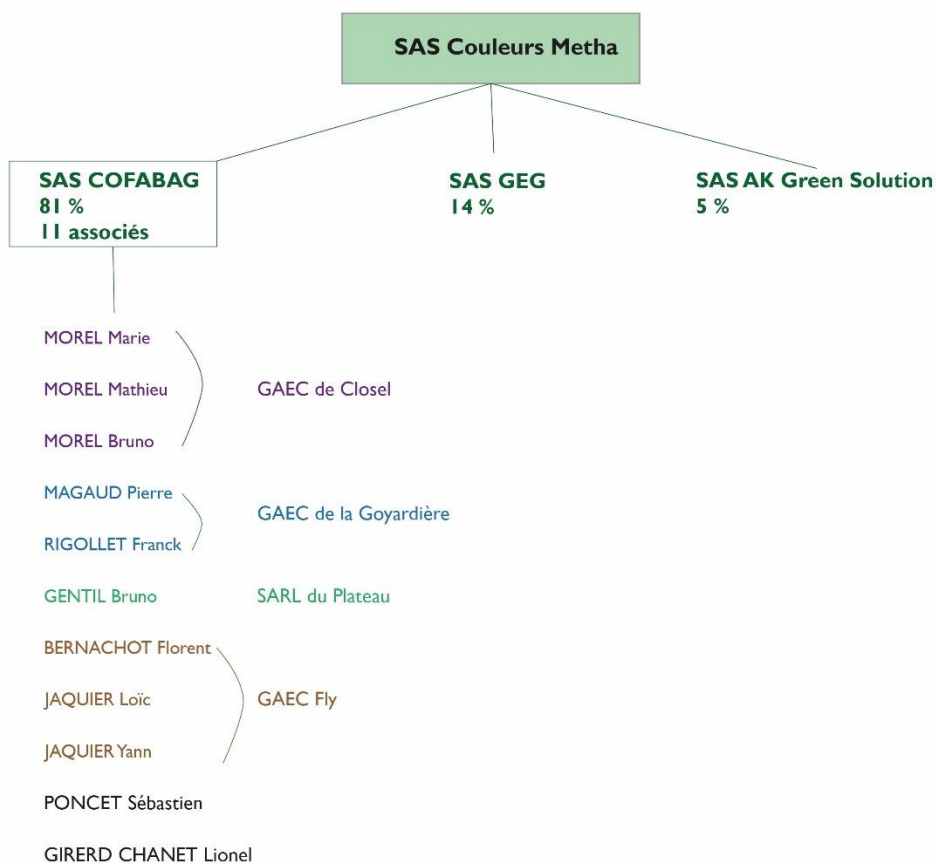 SAS Couleurs Metha
SAS COFABAG
81 %
11 associés
SAS GEG
14 %
SAS AK Green Solution
5 %
MOREL Marie
MOREL Mathieu
GAEC de Closel
MOREL Bruno
MAGAUD Pierre
GAEC de la Goyardière
RIGOLLET Franck
GENTIL Bruno
SARL du Plateau
BERNACHOT Florent
JAQUIER Loïc
GAEC Fly
JAQUIER Yann
PONCET Sébastien
GIRERD CHANET Lionel